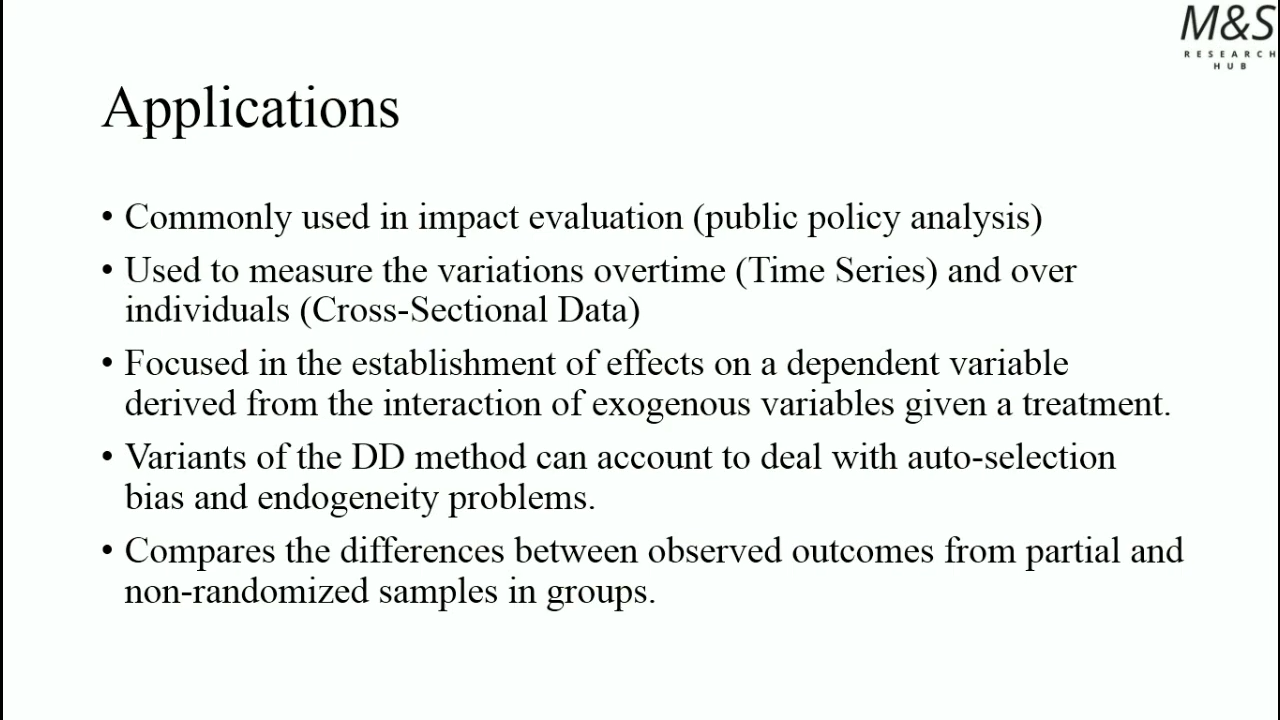 M&S
RESEARCH
HUB
Applications
• Commonly used in impact evaluation (public policy analysis)
• Used to measure the variations overtime (Time Series) and over
individuals (Cross-Sectional Data)
• Focused in the establishment of effects on a dependent variable
derived from the interaction of exogenous variables given a treatment.
• Variants of the DD method can account to deal with auto-selection
bias and endogeneity problems.
• Compares the differences between observed outcomes from partial and
non-randomized samples in groups.